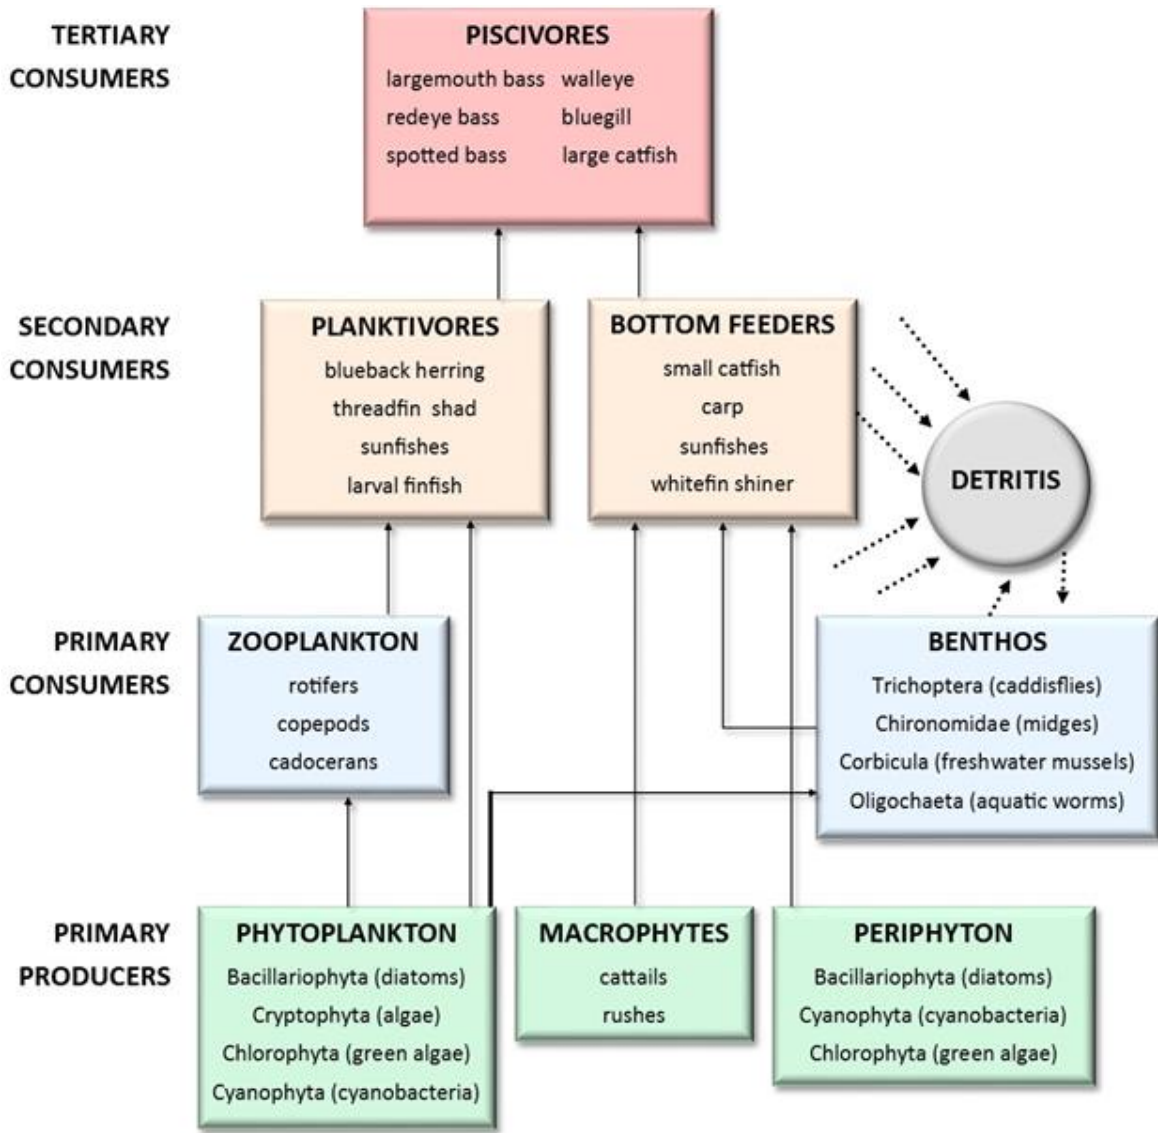 TERTIARY
CONSUMERS
PISCIVORES
largemouth bass walleye
redeye bass bluegill
spotted bass large catfish
SECONDARY
CONSUMERS
PLANKTIVORES
blueback herring
threadfin shad
sunfishes
larval finfish
BOTTOM FEEDERS
small catfish
carp
sunfishes
whitefin shiner
DETRITIS
PRIMARY
CONSUMERS
ZOOPLANKTON
rotifers
copepods
cadocerans
BENTHOS
Trichoptera (caddisflies)
Chironomidae (midges)
Corbicula (freshwater mussels)
Oligochaeta (aquatic worms)
PRIMARY
PRODUCERS
PHYTOPLANKTON
Bacillariophyta (diatoms)
Cryptophyta (algae)
Chlorophyta (green algae)
Cyanophyta (cyanobacteria)
MACROPHYTES
cattails
rushes
PERIPHYTON
Bacillariophyta (diatoms)
Cyanophyta (cyanobacteria)
Chlorophyta (green algae)